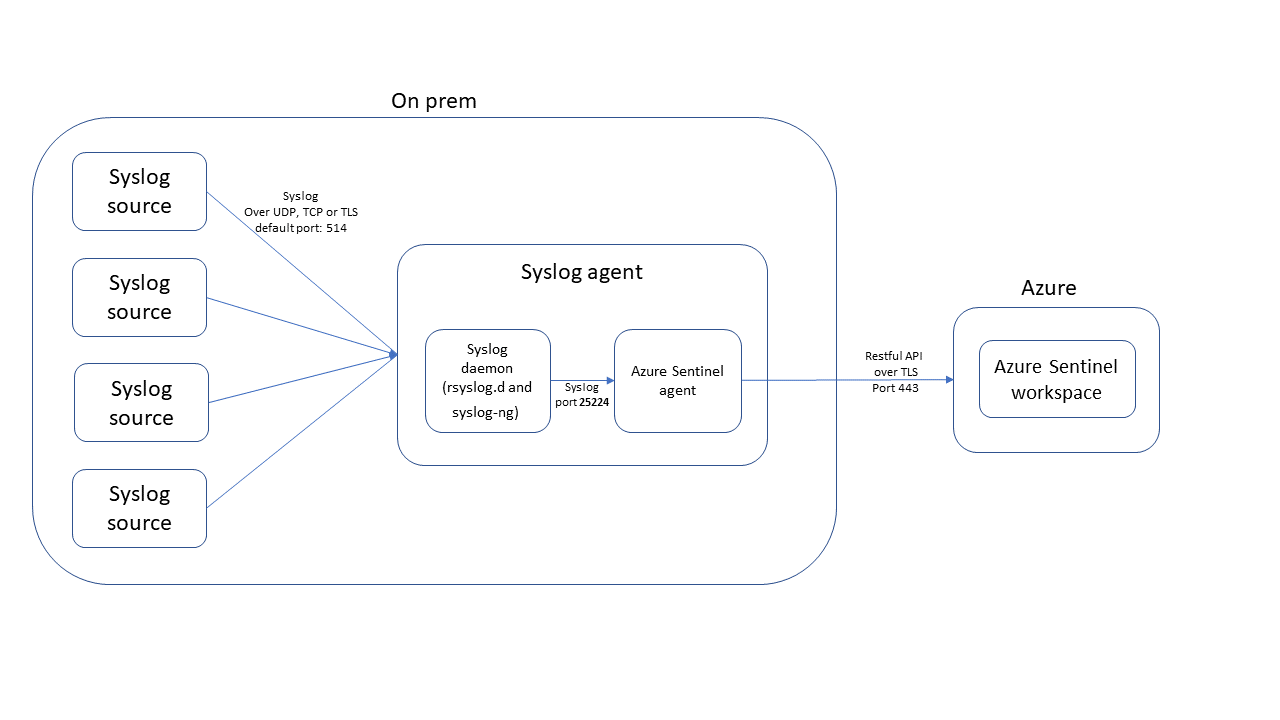 On prem
Syslog
source
Syslog
Over UDP, TCP or TLS
default port: 514
Syslog
source
Syslog
source
Syslog
source
Syslog agent
Syslog
daemon
(rsyslog.d and
syslog-ng)
Syslog
port 25224
Azure Sentinel
agent
Restful API
over TLS
Port 443
Azure
Azure Sentinel
workspace